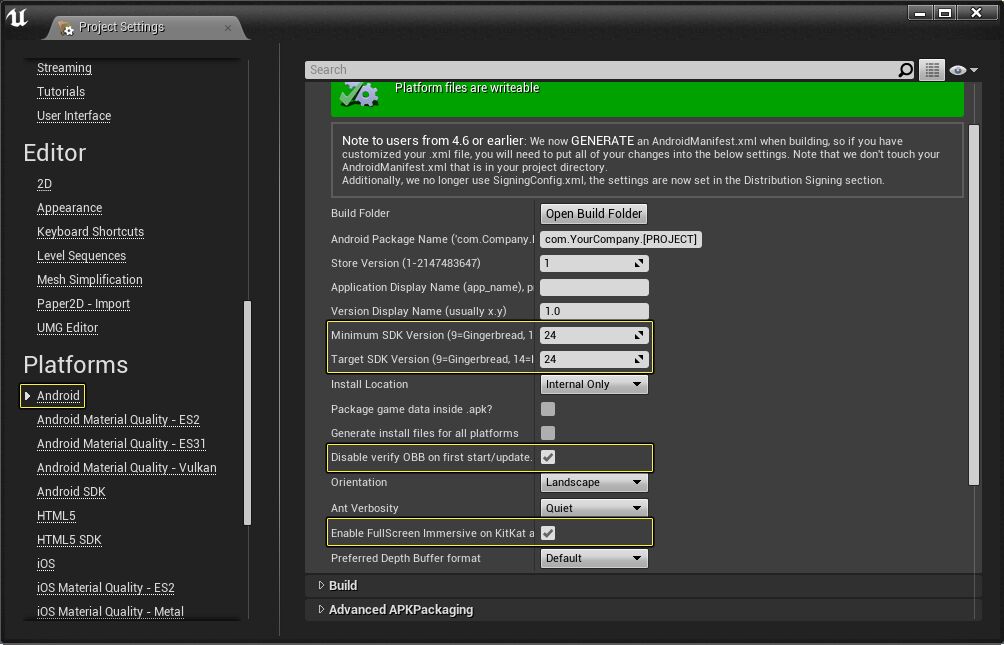 Project Settings
Streaming
Tutorials
User Interface
Editor
2D
Appearance
Keyboard Shortcuts
Level Sequences
Mesh Simplification
Paper2D - Import
UMG Editor
Platforms
Android
Android Material Quality - ES2
Android Material Quality - ES31
Android Material Quality - Vulkan
Android SDK
HTML5
HTML5 SDK
iOS
iOS Material Quality - ES2
iOS Material Quality - Metal
Search
Platform files are writeable
Note to users from 4.6 or earlier: We now GENERATE an AndroidManifest.xml when building, so if you have
customized your .xml file, you will need to put all of your changes into the below settings. Note that we don't touch your
AndroidManifest.xml that is in your project directory.
Additionally, we no longer use SigningConfig.xml, the settings are now set in the Distribution Signing section.
Build Folder Open Build Folder
Android Package Name ('com.Company. com.YourCompany.[PROJECT]
Store Version (1-2147483647) 1
Application Display Name (app_name), p
Version Display Name (usually x.y) 1.0
Minimum SDK Version (9=Gingerbread, 1 24
Target SDK Version (9=Gingerbread, 14= 24
Install Location Internal Only
Package game data inside .apk?
Generate install files for all platforms
Disable verify OBB on first start/update.
Orientation Landscape
Ant Verbosity Quiet
Enable FullScreen Immersive on KitKat a
Preferred Depth Buffer format Default
Build
Advanced APKPackaging